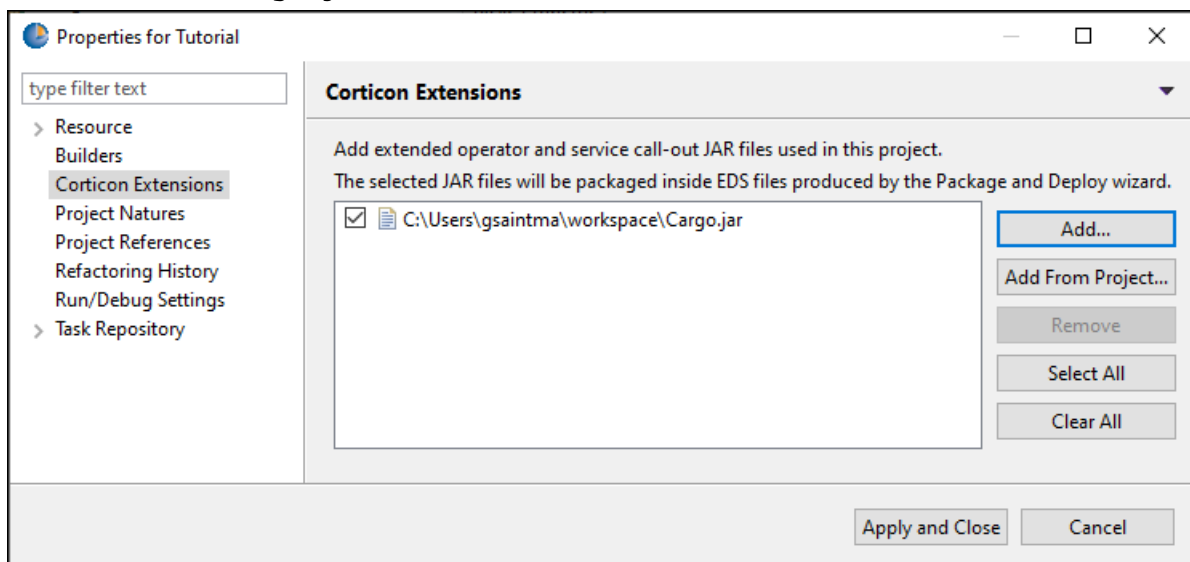 Properties for Tutorial
type filter text
Resource
Builders
Corticon Extensions
Project Natures
Project References
Refactoring History
Run/Debug Settings
Task Repository
Corticon Extensions
Add extended operator and service call-out JAR files used in this project.
The selected JAR files will be packaged inside EDS files produced by the Package and Deploy wizard.
C:\Users\gsaintma\workspace\Cargo.jar
Add...
Add From Project...
Remove
Select All
Clear All
Apply and Close
Cancel